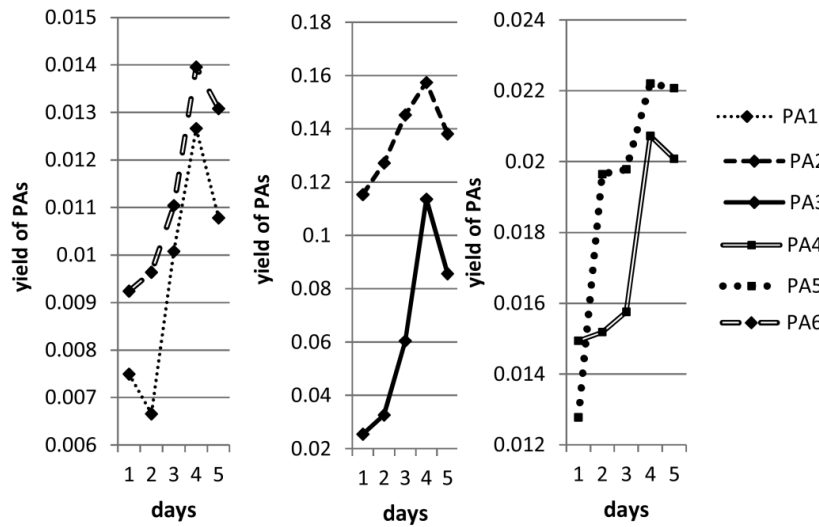 yield of PAs
0.015
0.014
0.013
0.012
0.011
0.01
0.009
0.008
0.007
0.006
1 2 3 4 5
days
yield of PAs
0.18
0.16
0.14
0.12
0.1
0.08
0.06
0.04
0.02
1 2 3 4 5
days
yield of PAs
0.024
0.022
0.02
0.018
0.016
0.014
0.012
1 2 3 4 5
days
PA1
PA2
PA3
PA4
PA5
PA6